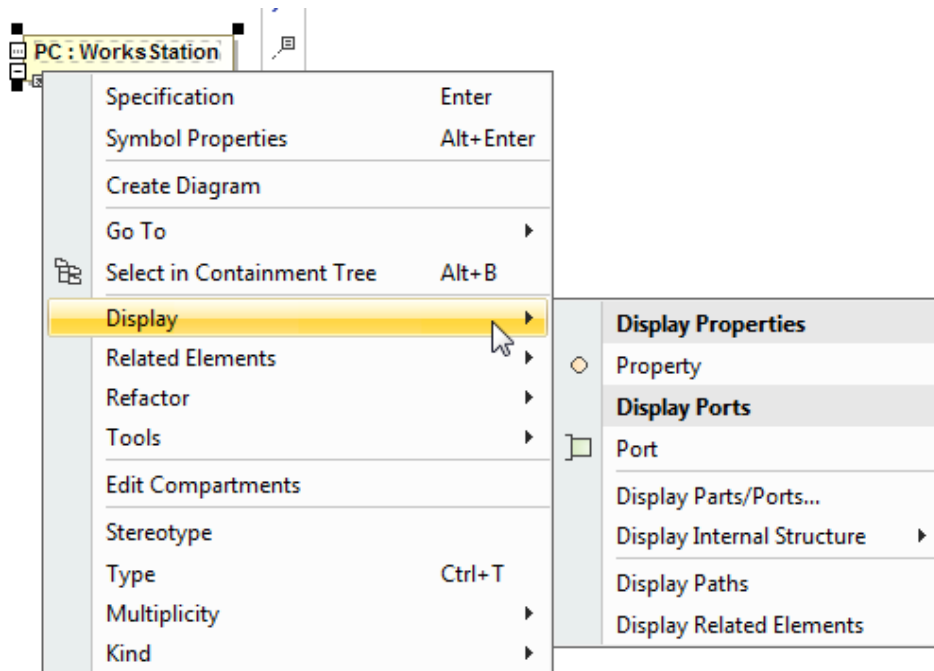 PC : WorksStation
Specification Enter
Symbol Properties Alt+Enter
Create Diagram
Go To
Select in Containment Tree Alt+B
Display
Related Elements
Refactor
Tools
Edit Compartments
Stereotype
Type Ctrl+T
Multiplicity
Kind
Display Properties
Property
Display Ports
Port
Display Parts/Ports...
Display Internal Structure
Display Paths
Display Related Elements